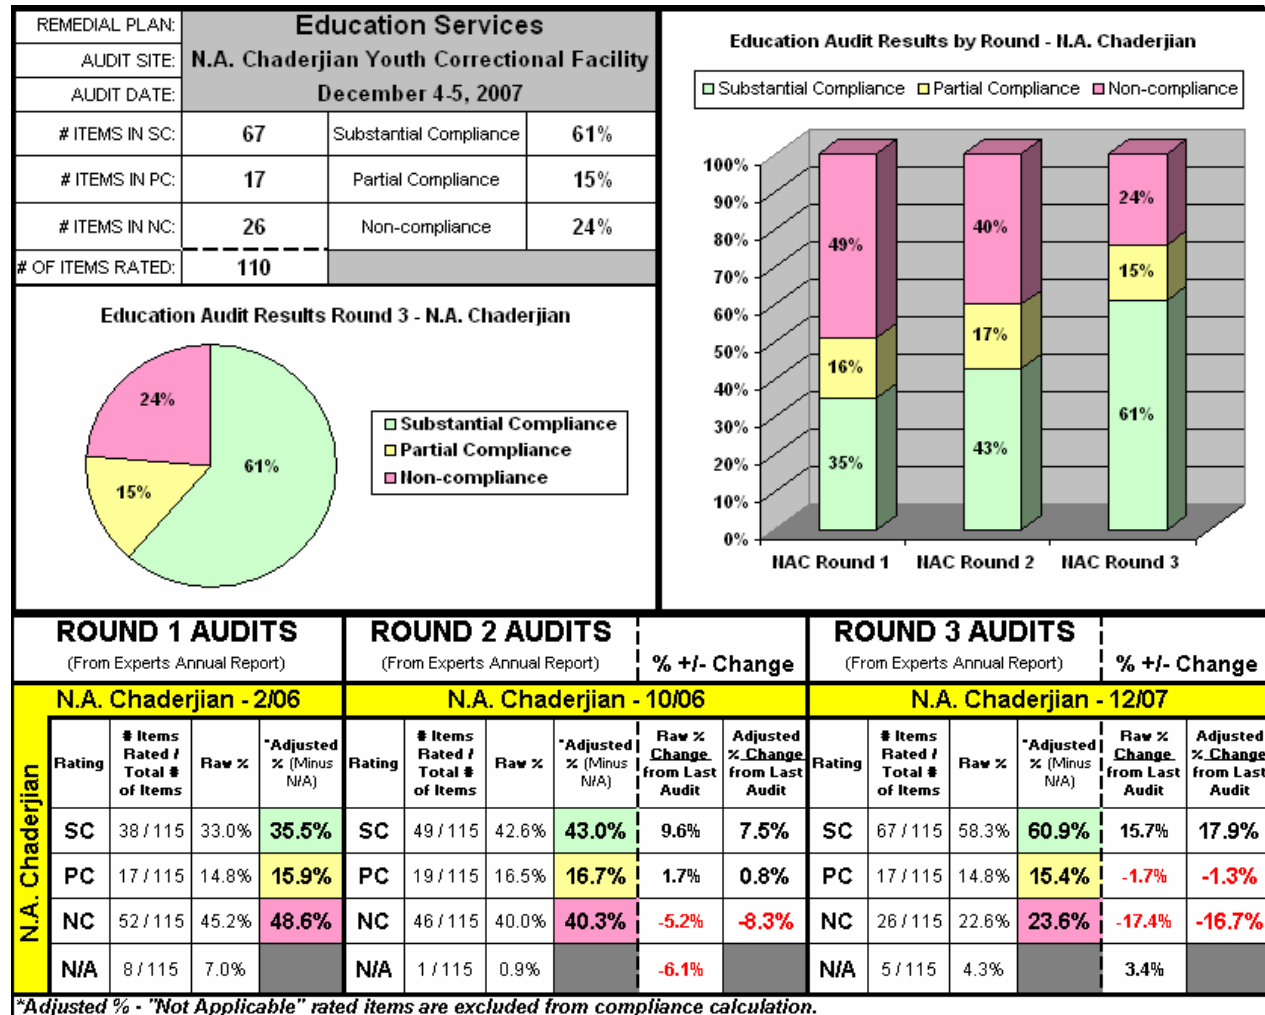 REMEDIAL PLAN: Education Services
AUDIT SITE: N.A. Chaderjian Youth Correctional Facility
AUDIT DATE: December 4-5, 2007
# ITEMS IN SC: 67 Substantial Compliance 61%
# ITEMS IN PC: 17 Partial Compliance 15%
# ITEMS IN NC: 26 Non-compliance 24%
# OF ITEMS RATED: 110
Education Audit Results Round 3 - N.A. Chaderjian
24%
61%
15%
Substantial Compliance
Partial Compliance
Non-compliance
Education Audit Results by Round - N.A. Chaderjian
Substantial Compliance Partial Compliance Non-compliance
100%
90%
80%
70%
60%
50%
40%
30%
20%
10%
0%
49%
16%
35%
40%
17%
43%
24%
15%
61%
NAC Round 1 NAC Round 2 NAC Round 3
ROUND 1 AUDITS ROUND 2 AUDITS ROUND 3 AUDITS
(From Experts Annual Report) (From Experts Annual Report) % +/- Change (From Experts Annual Report) % +/- Change
N.A. Chaderjian - 2/06 N.A. Chaderjian - 10/06 N.A. Chaderjian - 12/07
N.A. Chaderjian
Rating # Items Rated / Total # of Items Raw % *Adjusted % (Minus N/A) Rating # Items Rated / Total # of Items Raw % *Adjusted % (Minus N/A) Raw % Change from Last Audit Adjusted % Change from Last Audit Rating # Items Rated / Total # of Items Raw % *Adjusted % (Minus N/A) Raw % Change from Last Audit Adjusted % Change from Last Audit
SC 38 / 115 33.0% 35.5% SC 49 / 115 42.6% 43.0% 9.6% 7.5% SC 67 / 115 58.3% 60.9% 15.7% 17.9%
PC 17 / 115 14.8% 15.9% PC 19 / 115 16.5% 16.7% 1.7% 0.8% PC 17 / 115 14.8% 15.4% -1.7% -1.3%
NC 52 / 115 45.2% 48.6% NC 46 / 115 40.0% 40.3% -5.2% -8.3% NC 26 / 115 22.6% 23.6% -17.4% -16.7%
N/A 8 / 115 7.0% N/A 1 / 115 0.9% -6.1% N/A 5 / 115 4.3% 3.4%
*Adjusted % - "Not Applicable" rated items are excluded from compliance calculation.